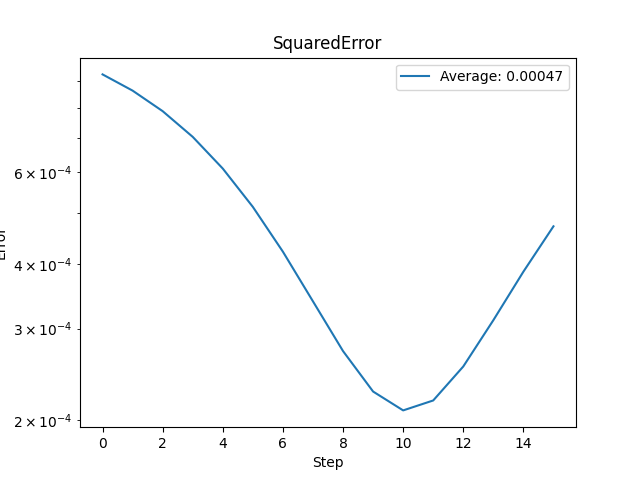 SquaredError
Average: 0.00047
6 × 10⁻⁴
4 × 10⁻⁴
3 × 10⁻⁴
2 × 10⁻⁴
Error
0 2 4 6 8 10 12 14
Step